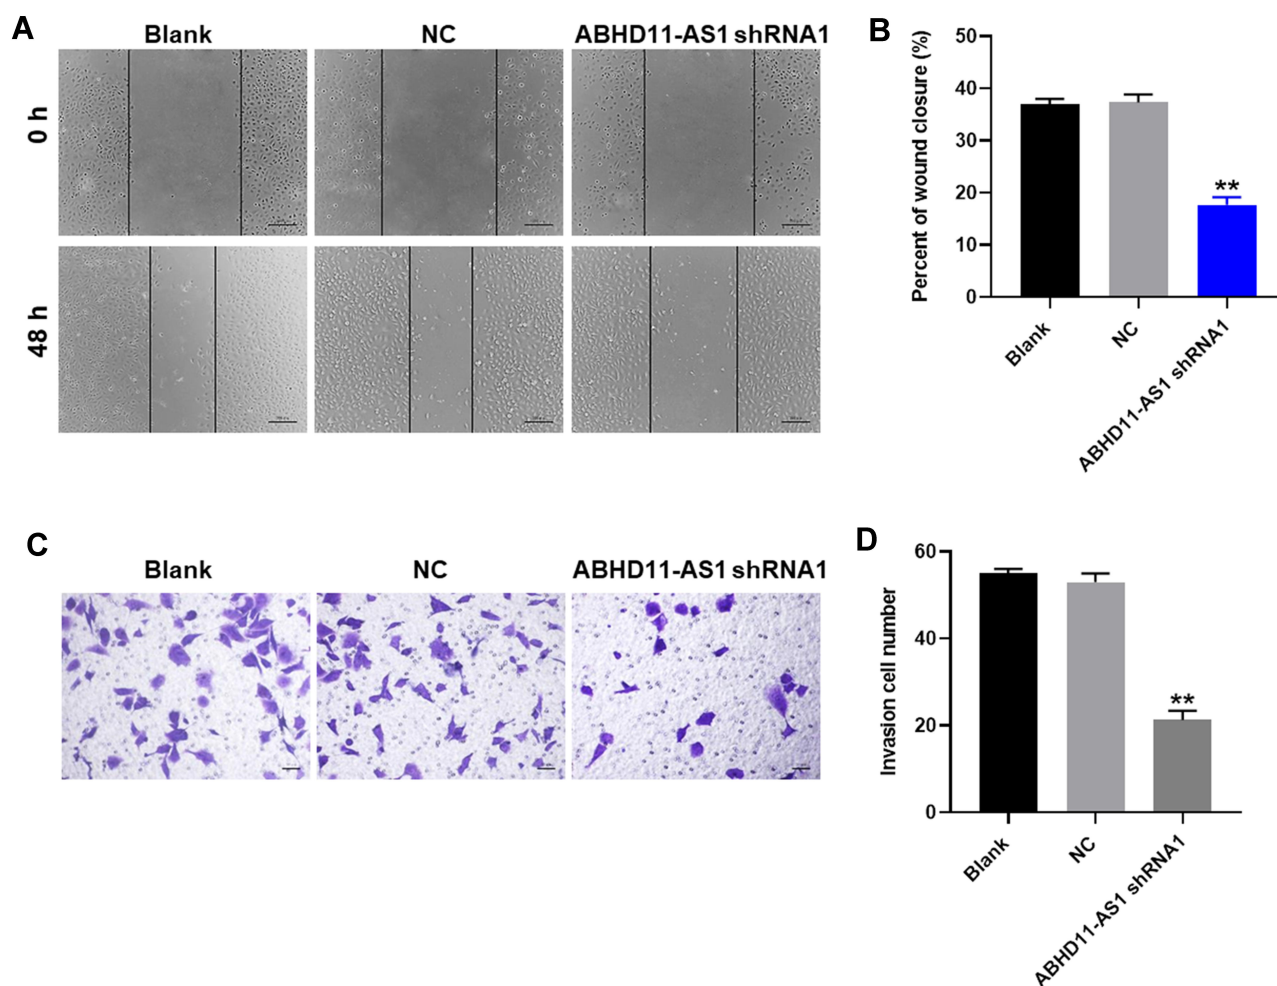 A
Blank
NC
ABHD11-AS1 shRNA1
0 h
48 h
B
Percent of wound closure (%)
50
40
30
20
10
0
**
Blank
NC
ABHD11-AS1 shRNA1
C
Blank
NC
ABHD11-AS1 shRNA1
D
Invasion cell number
60
40
20
0
**
Blank
NC
ABHD11-AS1 shRNA1